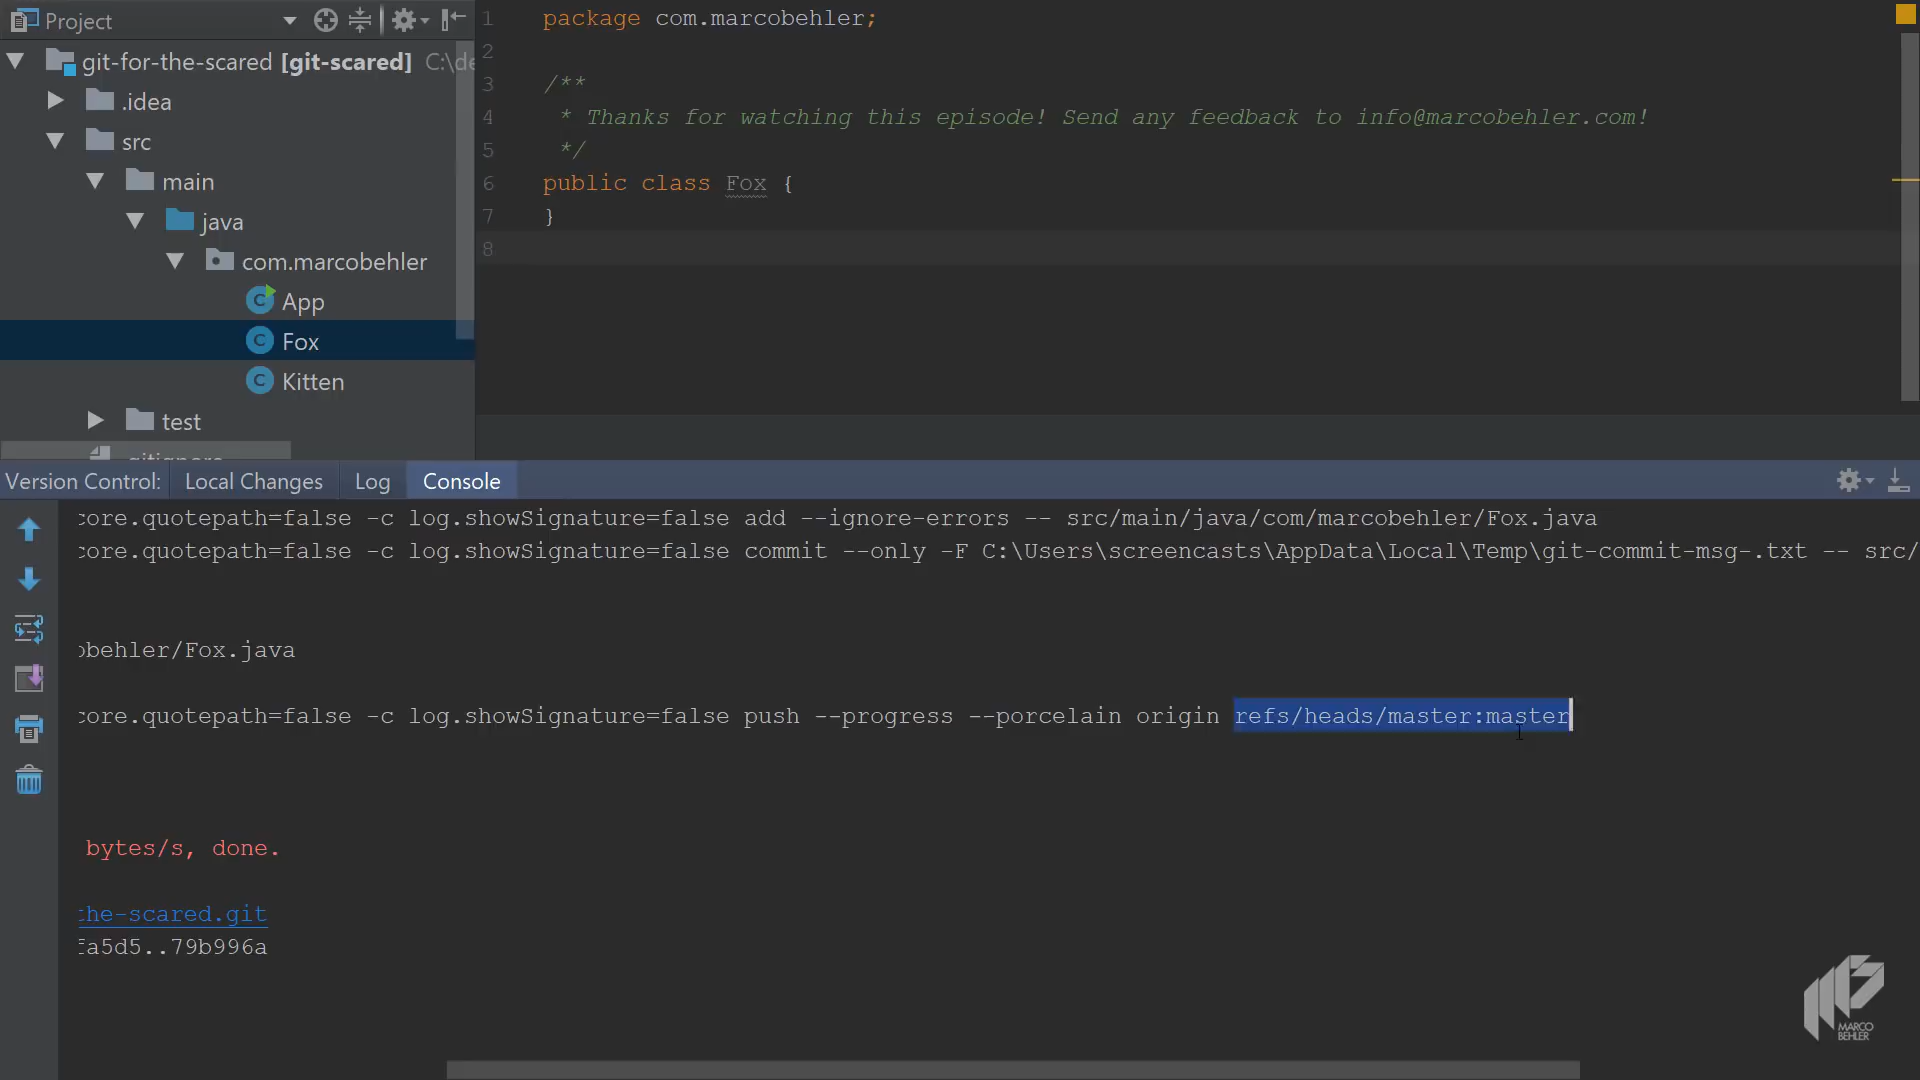 Project
git-for-the-scared [git-scared] C:\de
.idea
src
main
java
com.marcobehler
App
Fox
Kitten
test
.gitignore
1 package com.marcobehler;
2
3 /**
4 * Thanks for watching this episode! Send any feedback to info@marcobehler.com!
5 */
6 public class Fox {
7 }
8
Version Control: Local Changes Log Console
core.quotepath=false -c log.showSignature=false add --ignore-errors -- src/main/java/com/marcobehler/Fox.java
core.quotepath=false -c log.showSignature=false commit --only -F C:\Users\screencasts\AppData\Local\Temp\git-commit-msg-.txt -- src/
obehler/Fox.java
core.quotepath=false -c log.showSignature=false push --progress --porcelain origin refs/heads/master:master
bytes/s, done.
the-scared.git
fa5d5..79b996a
MARCO
BEHLER